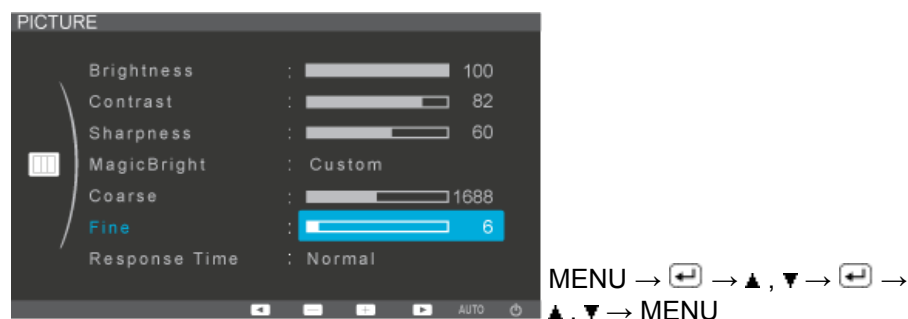 PICTURE
Brightness : 100
Contrast : 82
Sharpness : 60
MagicBright : Custom
Coarse : 1688
Fine : 6
Response Time : Normal
AUTO
MENU → → ▲ , ▼ → →
▲ , ▼ → MENU